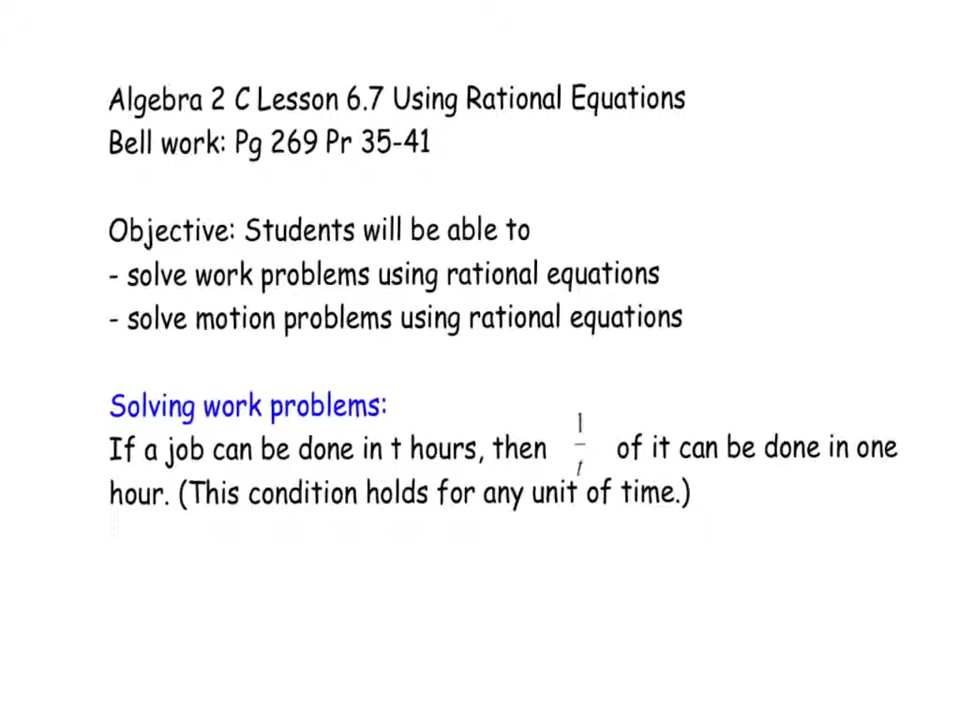 Algebra 2 C Lesson 6.7 Using Rational Equations
Bell work: Pg 269 Pr 35-41
Objective: Students will be able to
- solve work problems using rational equations
- solve motion problems using rational equations
Solving work problems:
If a job can be done in t hours, then 1/t of it can be done in one
hour. (This condition holds for any unit of time.)